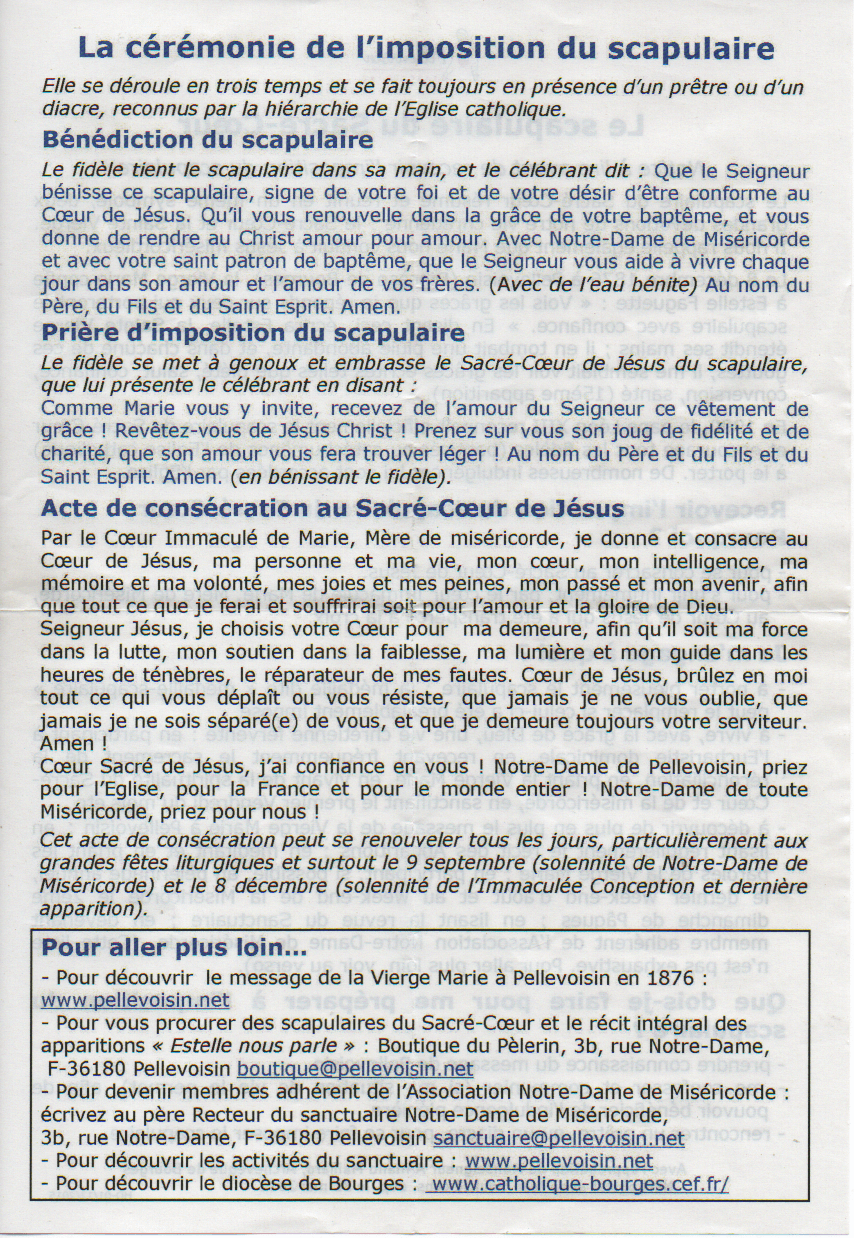 La cérémonie de l'imposition du scapulaire
Elle se déroule en trois temps et se fait toujours en présence d'un prêtre ou d'un
diacre, reconnus par la hiérarchie de l'Eglise catholique.
Bénédiction du scapulaire
Le fidèle tient le scapulaire dans sa main, et le célébrant dit : Que le Seigneur
bénisse ce scapulaire, signe de votre foi et de votre désir d'être conforme au
Cœur de Jésus. Qu'il vous renouvelle dans la grâce de votre baptême, et vous
donne de rendre au Christ amour pour amour. Avec Notre-Dame de Miséricorde
et avec votre saint patron de baptême, que le Seigneur vous aide à vivre chaque
jour dans son amour et l'amour de vos frères. (Avec de l'eau bénite) Au nom du
Père, du Fils et du Saint Esprit. Amen.
Prière d'imposition du scapulaire
Le fidèle se met à genoux et embrasse le Sacré-Cœur de Jésus du scapulaire,
que lui présente le célébrant en disant :
Comme Marie vous y invite, recevez de l'amour du Seigneur ce vêtement de
grâce ! Revêtez-vous de Jésus Christ ! Prenez sur vous son joug de fidélité et de
charité, que son amour vous fera trouver léger ! Au nom du Père et du Fils et du
Saint Esprit. Amen. (en bénissant le fidèle).
Acte de consécration au Sacré-Cœur de Jésus
Par le Cœur Immaculé de Marie, Mère de miséricorde, je donne et consacre au
Cœur de Jésus, ma personne et ma vie, mon cœur, mon intelligence, ma
mémoire et ma volonté, mes joies et mes peines, mon passé et mon avenir, afin
que tout ce que je ferai et souffrirai soit pour l'amour et la gloire de Dieu.
Seigneur Jésus, je choisis votre Cœur pour ma demeure, afin qu'il soit ma force
dans la lutte, mon soutien dans la faiblesse, ma lumière et mon guide dans les
heures de ténèbres, le réparateur de mes fautes. Cœur de Jésus, brûlez en moi
tout ce qui vous déplaît ou vous résiste, que jamais je ne vous oublie, que
jamais je ne sois séparé(e) de vous, et que je demeure toujours votre serviteur.
Amen !
Cœur Sacré de Jésus, j'ai confiance en vous ! Notre-Dame de Pellevoisin, priez
pour l'Eglise, pour la France et pour le monde entier ! Notre-Dame de toute
Miséricorde, priez pour nous !
Cet acte de consécration peut se renouveler tous les jours, particulièrement aux
grandes fêtes liturgiques et surtout le 9 septembre (solennité de Notre-Dame de
Miséricorde) et le 8 décembre (solennité de l'Immaculée Conception et dernière
apparition).
Pour aller plus loin...
- Pour découvrir le message de la Vierge Marie à Pellevoisin en 1876 :
www.pellevoisin.net
- Pour vous procurer des scapulaires du Sacré-Cœur et le récit intégral des
apparitions « Estelle nous parle » : Boutique du Pèlerin, 3b, rue Notre-Dame,
F-36180 Pellevoisin boutique@pellevoisin.net
- Pour devenir membres adhérent de l'Association Notre-Dame de Miséricorde :
écrivez au père Recteur du sanctuaire Notre-Dame de Miséricorde,
3b, rue Notre-Dame, F-36180 Pellevoisin sanctuaire@pellevoisin.net
- Pour découvrir les activités du sanctuaire : www.pellevoisin.net
- Pour découvrir le diocèse de Bourges : www.catholique-bourges.cef.fr/